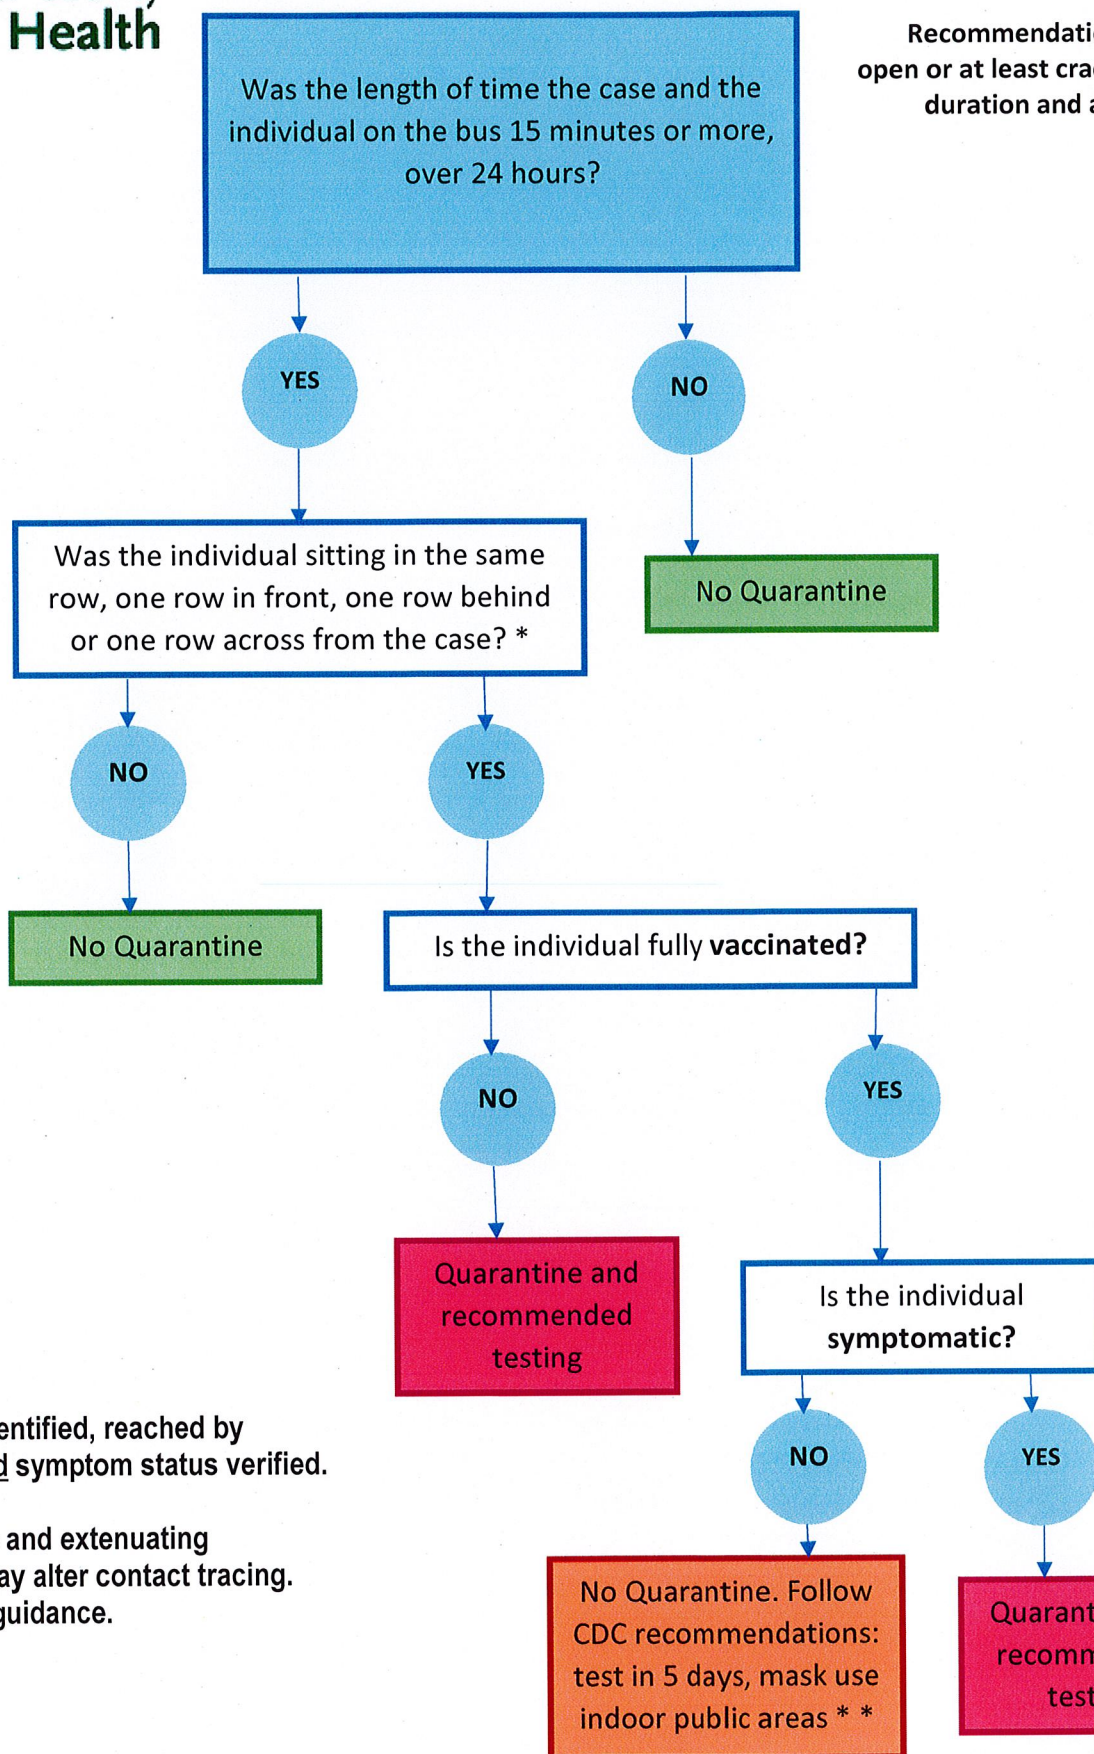 Health
Recommendatio
open or at least crac
duration and a
Was the length of time the case and the
individual on the bus 15 minutes or more,
over 24 hours?
YES
NO
Was the individual sitting in the same
row, one row in front, one row behind
or one row across from the case? *
No Quarantine
NO
YES
No Quarantine
Is the individual fully vaccinated?
NO
YES
Quarantine and
recommended
testing
Is the individual
symptomatic?
entified, reached by
d symptom status verified.
and extenuating
ay alter contact tracing.
guidance.
NO
YES
No Quarantine. Follow
CDC recommendations:
test in 5 days, mask use
indoor public areas * *
Quarant
recomm
test